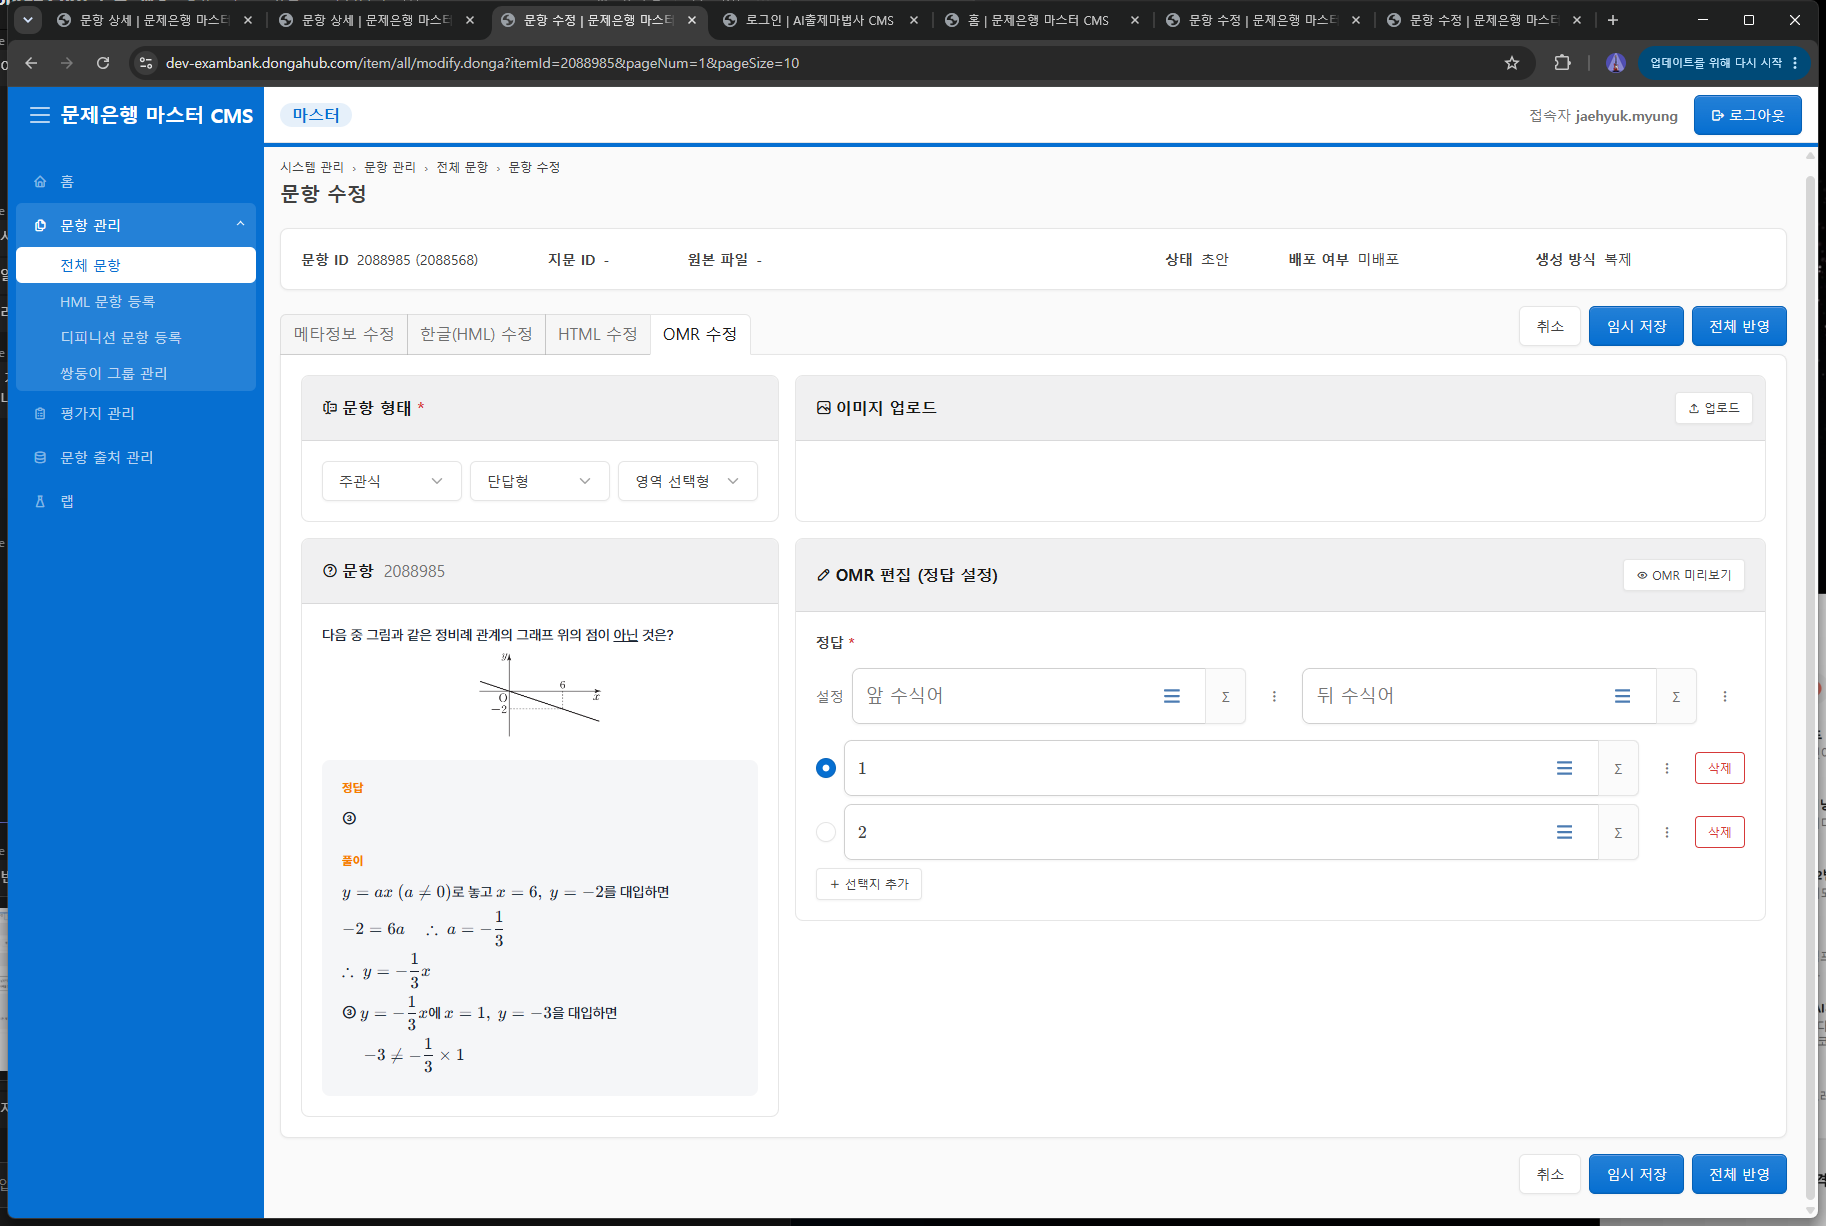 문항 상세 | 문제은행 마스터
문항 상세 | 문제은행 마스터
문항 수정 | 문제은행 마스터
로그인 | AI출제마법사 CMS
홈 | 문제은행 마스터 CMS
문항 수정 | 문제은행 마스터
문항 수정 | 문제은행 마스터
dev-exambank.dongahub.com/item/all/modify.donga?itemId=2088985&pageNum=1&pageSize=10
업데이트를 위해 다시 시작
문제은행 마스터 CMS
마스터
접속자 jaehyuk.myung
로그아웃
홈
문항 관리
전체 문항
HML 문항 등록
디피니션 문항 등록
쌍둥이 그룹 관리
평가지 관리
문항 출처 관리
랩
시스템 관리 › 문항 관리 › 전체 문항 › 문항 수정
문항 수정
문항 ID 2088985 (2088568) 지문 ID - 원본 파일 - 상태 초안 배포 여부 미배포 생성 방식 복제
메타정보 수정 한글(HML) 수정 HTML 수정 OMR 수정
취소 임시 저장 전체 반영
문항 형태 *
주관식 단답형 영역 선택형
이미지 업로드
업로드
문항 2088985
다음 중 그림과 같은 정비례 관계의 그래프 위의 점이 아닌 것은?
y
6
O
x
−2
정답
③
풀이
y = ax (a ≠ 0)로 놓고 x = 6, y = −2를 대입하면
−2 = 6a ∴ a = −1/3
∴ y = −1/3x
③ y = −1/3x에 x = 1, y = −3을 대입하면
−3 ≠ −1/3 × 1
OMR 편집 (정답 설정)
OMR 미리보기
정답 *
설정 앞 수식어 Σ 뒤 수식어 Σ
1 Σ 삭제
2 Σ 삭제
+ 선택지 추가
취소 임시 저장 전체 반영